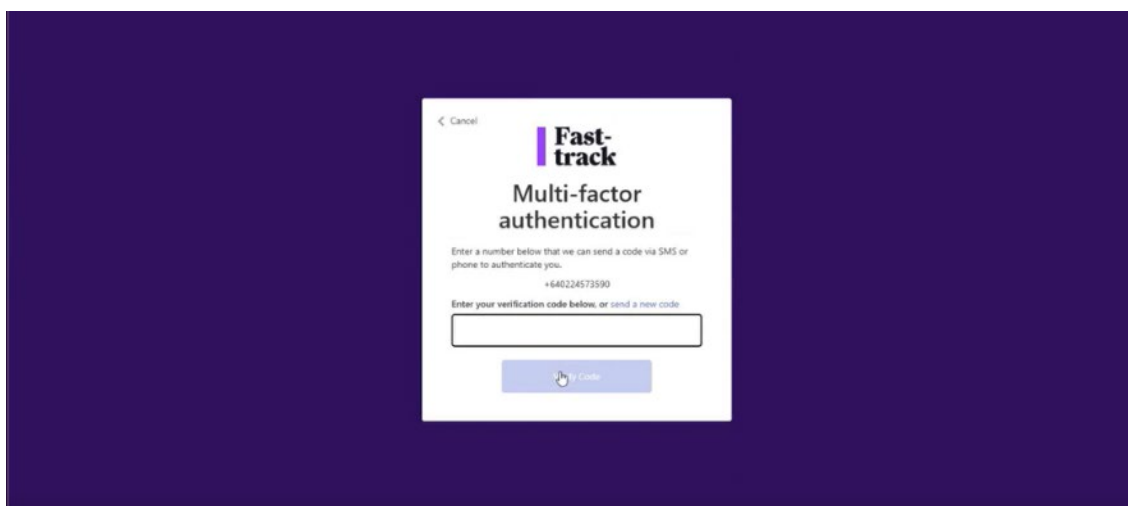 Cancel
Fast-
track
Multi-factor
authentication
Enter a number below that we can send a code via SMS or
phone to authenticate you.
+640224573590
Enter your verification code below, or send a new code
Code